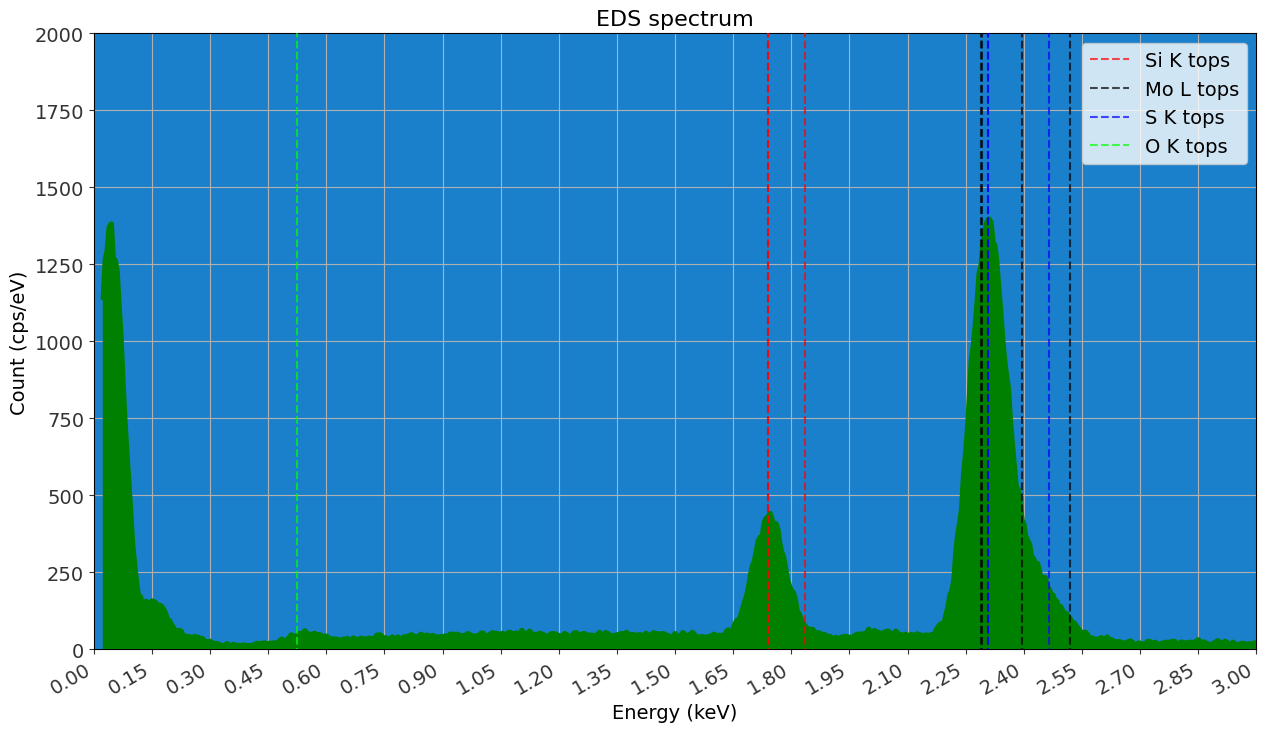 EDS spectrum
Count (cps/eV)
2000
1750
1500
1250
1000
750
500
250
0
Si K tops
Mo L tops
S K tops
O K tops
0.00 0.15 0.30 0.45 0.60 0.75 0.90 1.05 1.20 1.35 1.50 1.65 1.80 1.95 2.10 2.25 2.40 2.55 2.70 2.85 3.00
Energy (keV)